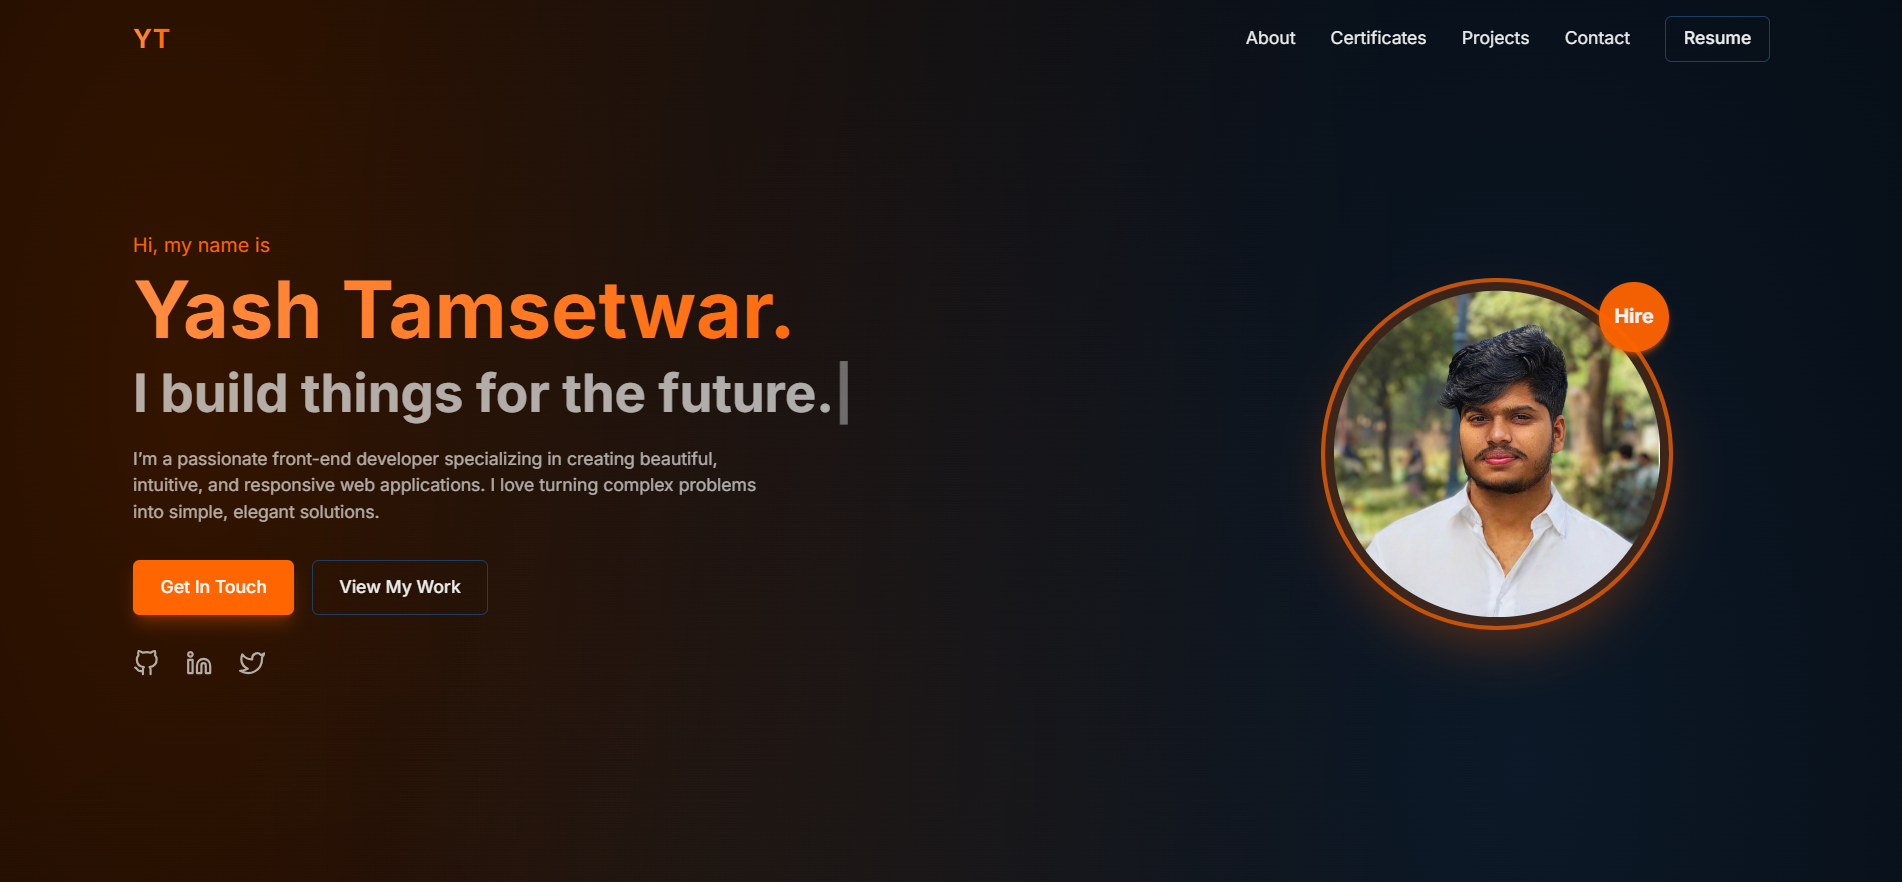 YT
About
Certificates
Projects
Contact
Resume
Hi, my name is
Yash Tamsetwar.
I build things for the future.
I’m a passionate front-end developer specializing in creating beautiful,
intuitive, and responsive web applications. I love turning complex problems
into simple, elegant solutions.
Get In Touch
View My Work
Hire